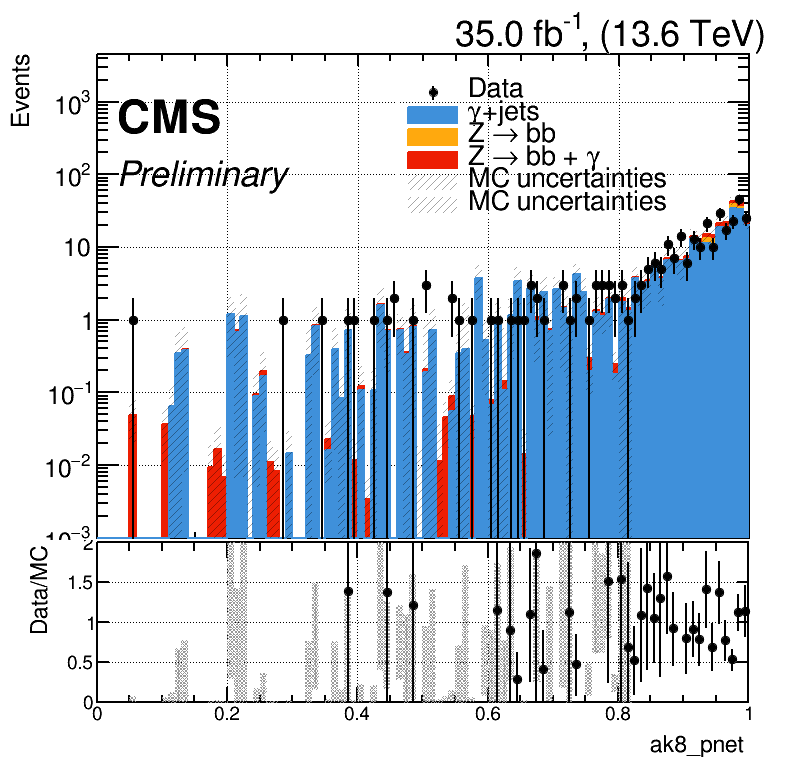 35.0 fb⁻¹, (13.6 TeV)
Events
CMS
Preliminary
Data
γ+jets
Z → bb
Z → bb + γ
MC uncertainties
MC uncertainties
10³
10²
10
1
10⁻¹
10⁻²
10⁻³
Data/MC
2
1.5
1
0.5
0
0 0.2 0.4 0.6 0.8 1
ak8_pnet